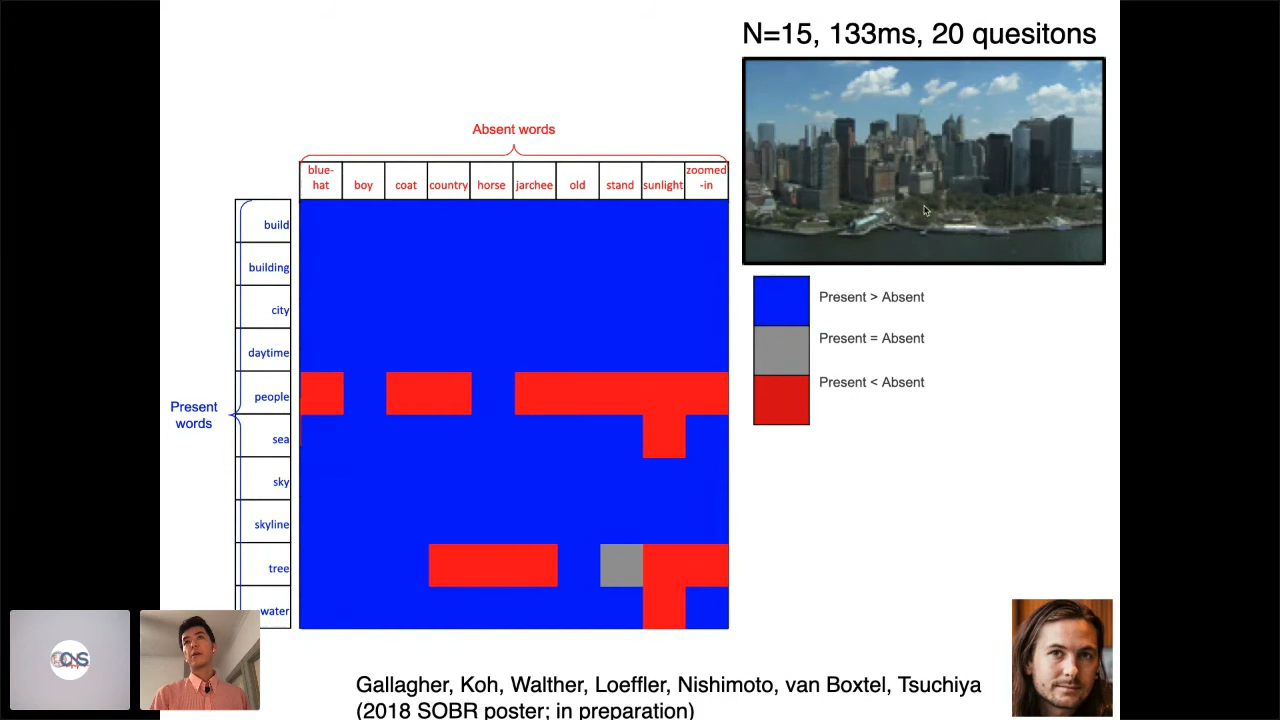 N=15, 133ms, 20 quesitons
Absent words
blue-
hat
boy
coat
country
horse
jarchee
old
stand
sunlight
zoomed
-in
build
building
city
daytime
people
sea
sky
skyline
tree
water
Present
words
Present > Absent
Present = Absent
Present < Absent
Gallagher, Koh, Walther, Loeffler, Nishimoto, van Boxtel, Tsuchiya
(2018 SOBR poster; in preparation)